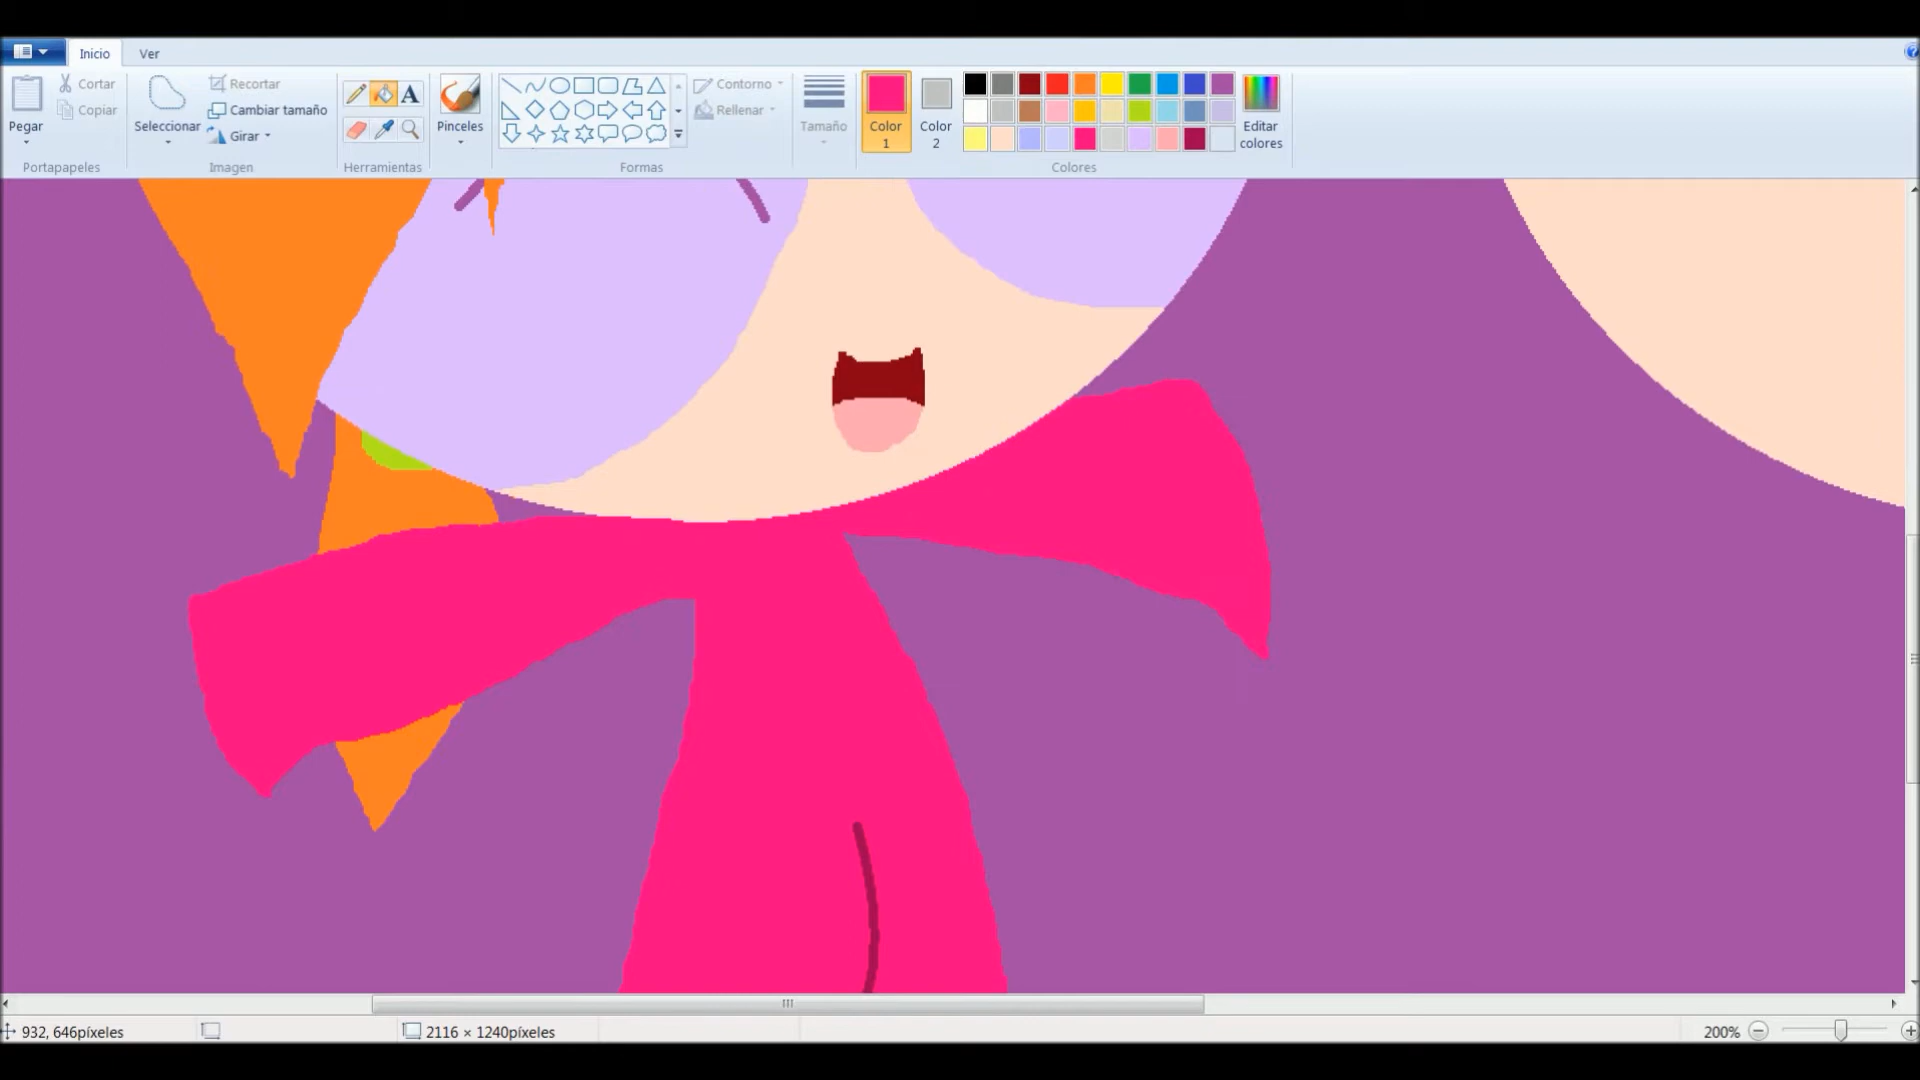 Inicio Ver
Pegar
Cortar
Copiar
Portapapeles
Seleccionar
Recortar
Cambiar tamaño
Girar
Imagen
A
Herramientas
Pinceles
Contorno
Rellenar
Formas
Tamaño
Color
1
Color
2
Editar
colores
Colores
932, 646píxeles
2116 × 1240píxeles
200%